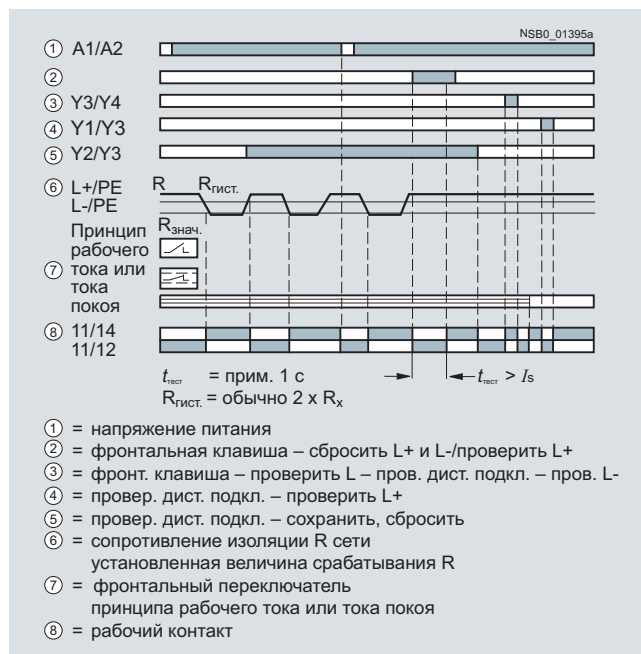 NSB0_01395a
① A1/A2
②
③ Y3/Y4
④ Y1/Y3
⑤ Y2/Y3
⑥ L+/PE R Rгист.
L-/PE
Rзнач.
Принцип
рабочего
⑦ тока или
тока
покоя
⑧ 11/14
11/12
tтест = прим. 1 с tтест > Is
Rгист. = обычно 2 x Rx
① = напряжение питания
② = фронтальная клавиша – сбросить L+ и L-/проверить L+
③ = фронт. клавиша – проверить L – пров. дист. подкл. – пров. L-
④ = провер. дист. подкл. – проверить L+
⑤ = провер. дист. подкл. – сохранить, сбросить
⑥ = сопротивление изоляции R сети
установленная величина срабатывания R
⑦ = фронтальный переключатель
принципа рабочего тока или тока покоя
⑧ = рабочий контакт